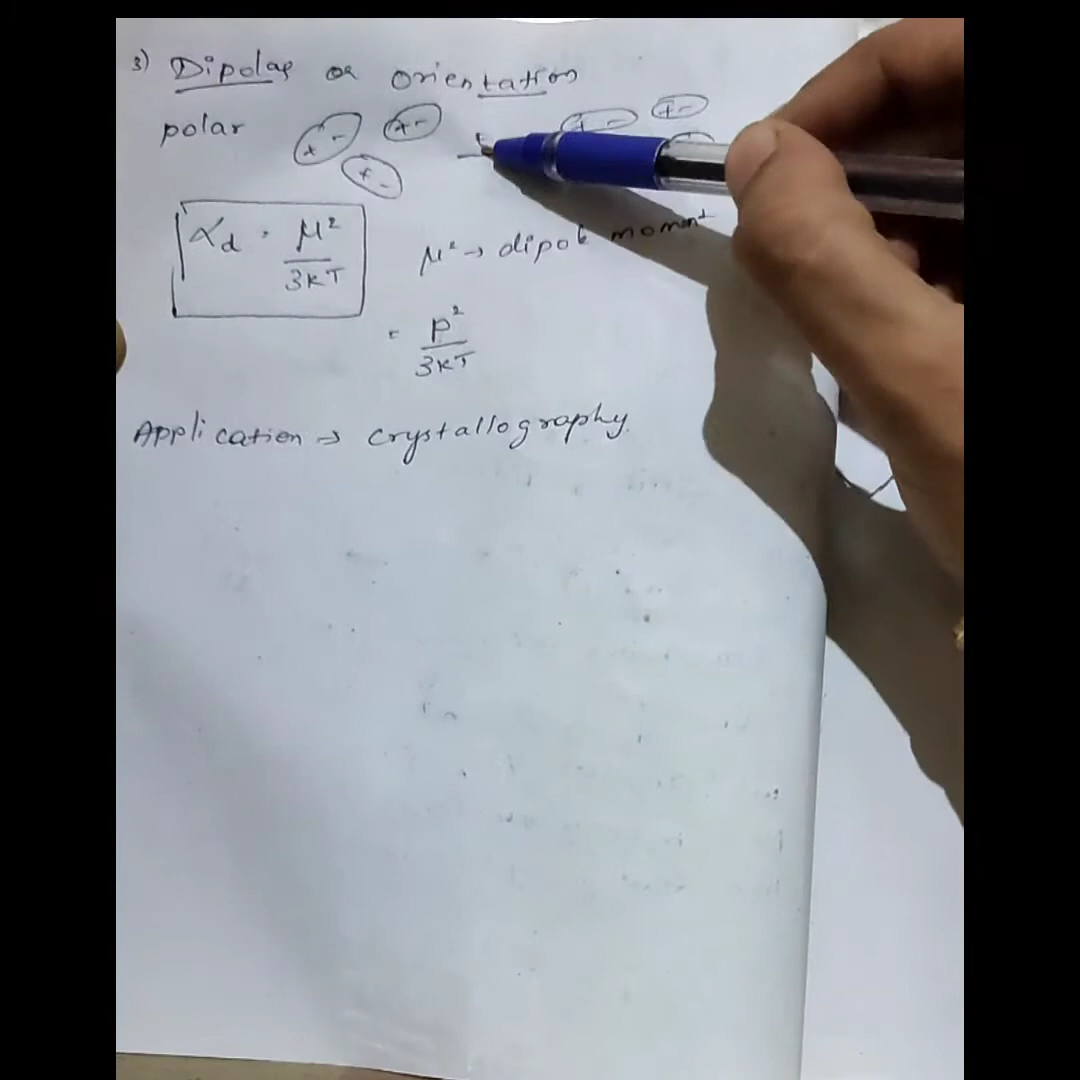 3) Dipolar or orientation
polar + - + - + - + - + -
αd = μ²/3KT μ² → dipole moment
= p²/3KT
Application → crystallography.